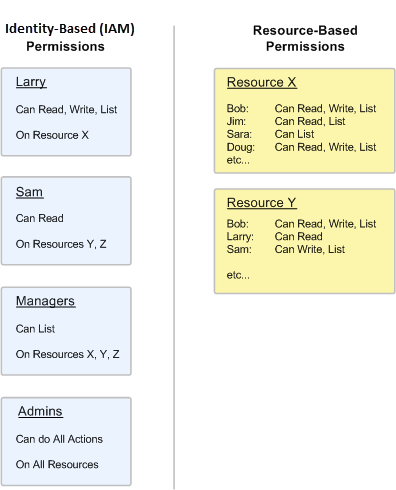 Identity-Based (IAM)
Permissions
Larry
Can Read, Write, List
On Resource X
Sam
Can Read
On Resources Y, Z
Managers
Can List
On Resources X, Y, Z
Admins
Can do All Actions
On All Resources
Resource-Based
Permissions
Resource X
Bob: Can Read, Write, List
Jim: Can Read, List
Sara: Can List
Doug: Can Read, Write, List
etc...
Resource Y
Bob: Can Read, Write, List
Larry: Can Read
Sam: Can Write, List
etc...